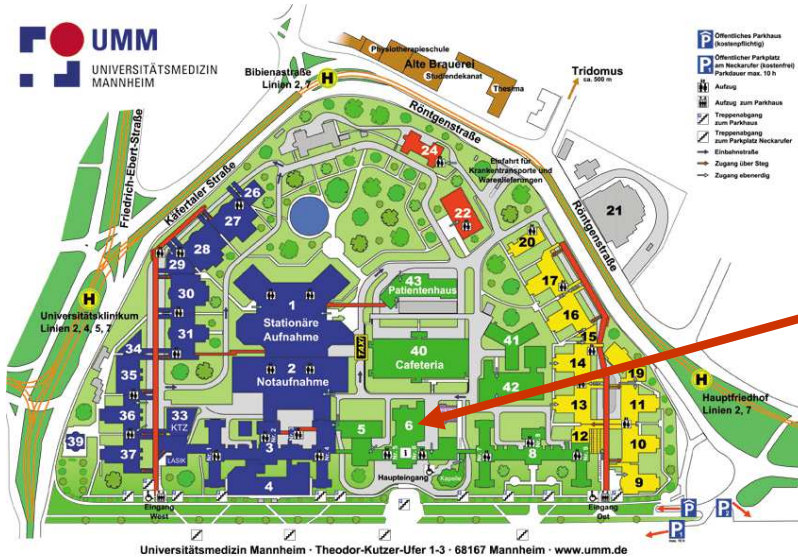 UMM
UNIVERSITÄTSMEDIZIN
MANNHEIM
Bibienastraße
Linien 2, 7
H
Physiotherapieschule
Alte Brauerei
Studiendekanat
Thesima
Tridomus
ca. 500 m
Öffentliches Parkhaus
(kostenpflichtig)
Öffentlicher Parkplatz
am Neckarufer (kostenfrei)
Parkdauer max. 10 h
Aufzug
Aufzug zum Parkhaus
Treppenabgang
zum Parkhaus
Treppenabgang
zum Parkplatz Neckarufer
Einbahnstraße
Zugang über Steg
Zugang ebenerdig
Friedrich-Ebert-Straße
Käfertaler Straße
Röntgenstraße
Röntgenstraße
24
Einfahrt für
Krankentransporte und
Warenlieferungen
22
21
26
27
28
29
30
31
20
17
16
15
H
Universitätsklinikum
Linien 2, 4, 5, 7
1
Stationäre
Aufnahme
2
Notaufnahme
43
Patientenhaus
TAXI
40
Cafeteria
41
42
14
13
12
19
11
10
9
H
Hauptfriedhof
Linien 2, 7
34
35
36
37
39
33
KTZ
LASIK
3
4
5
6
i
8
Kapelle
Haupteingang
Eingang
West
Eingang
Ost
P
P1
Universitätsmedizin Mannheim · Theodor-Kutzer-Ufer 1-3 · 68167 Mannheim · www.umm.de